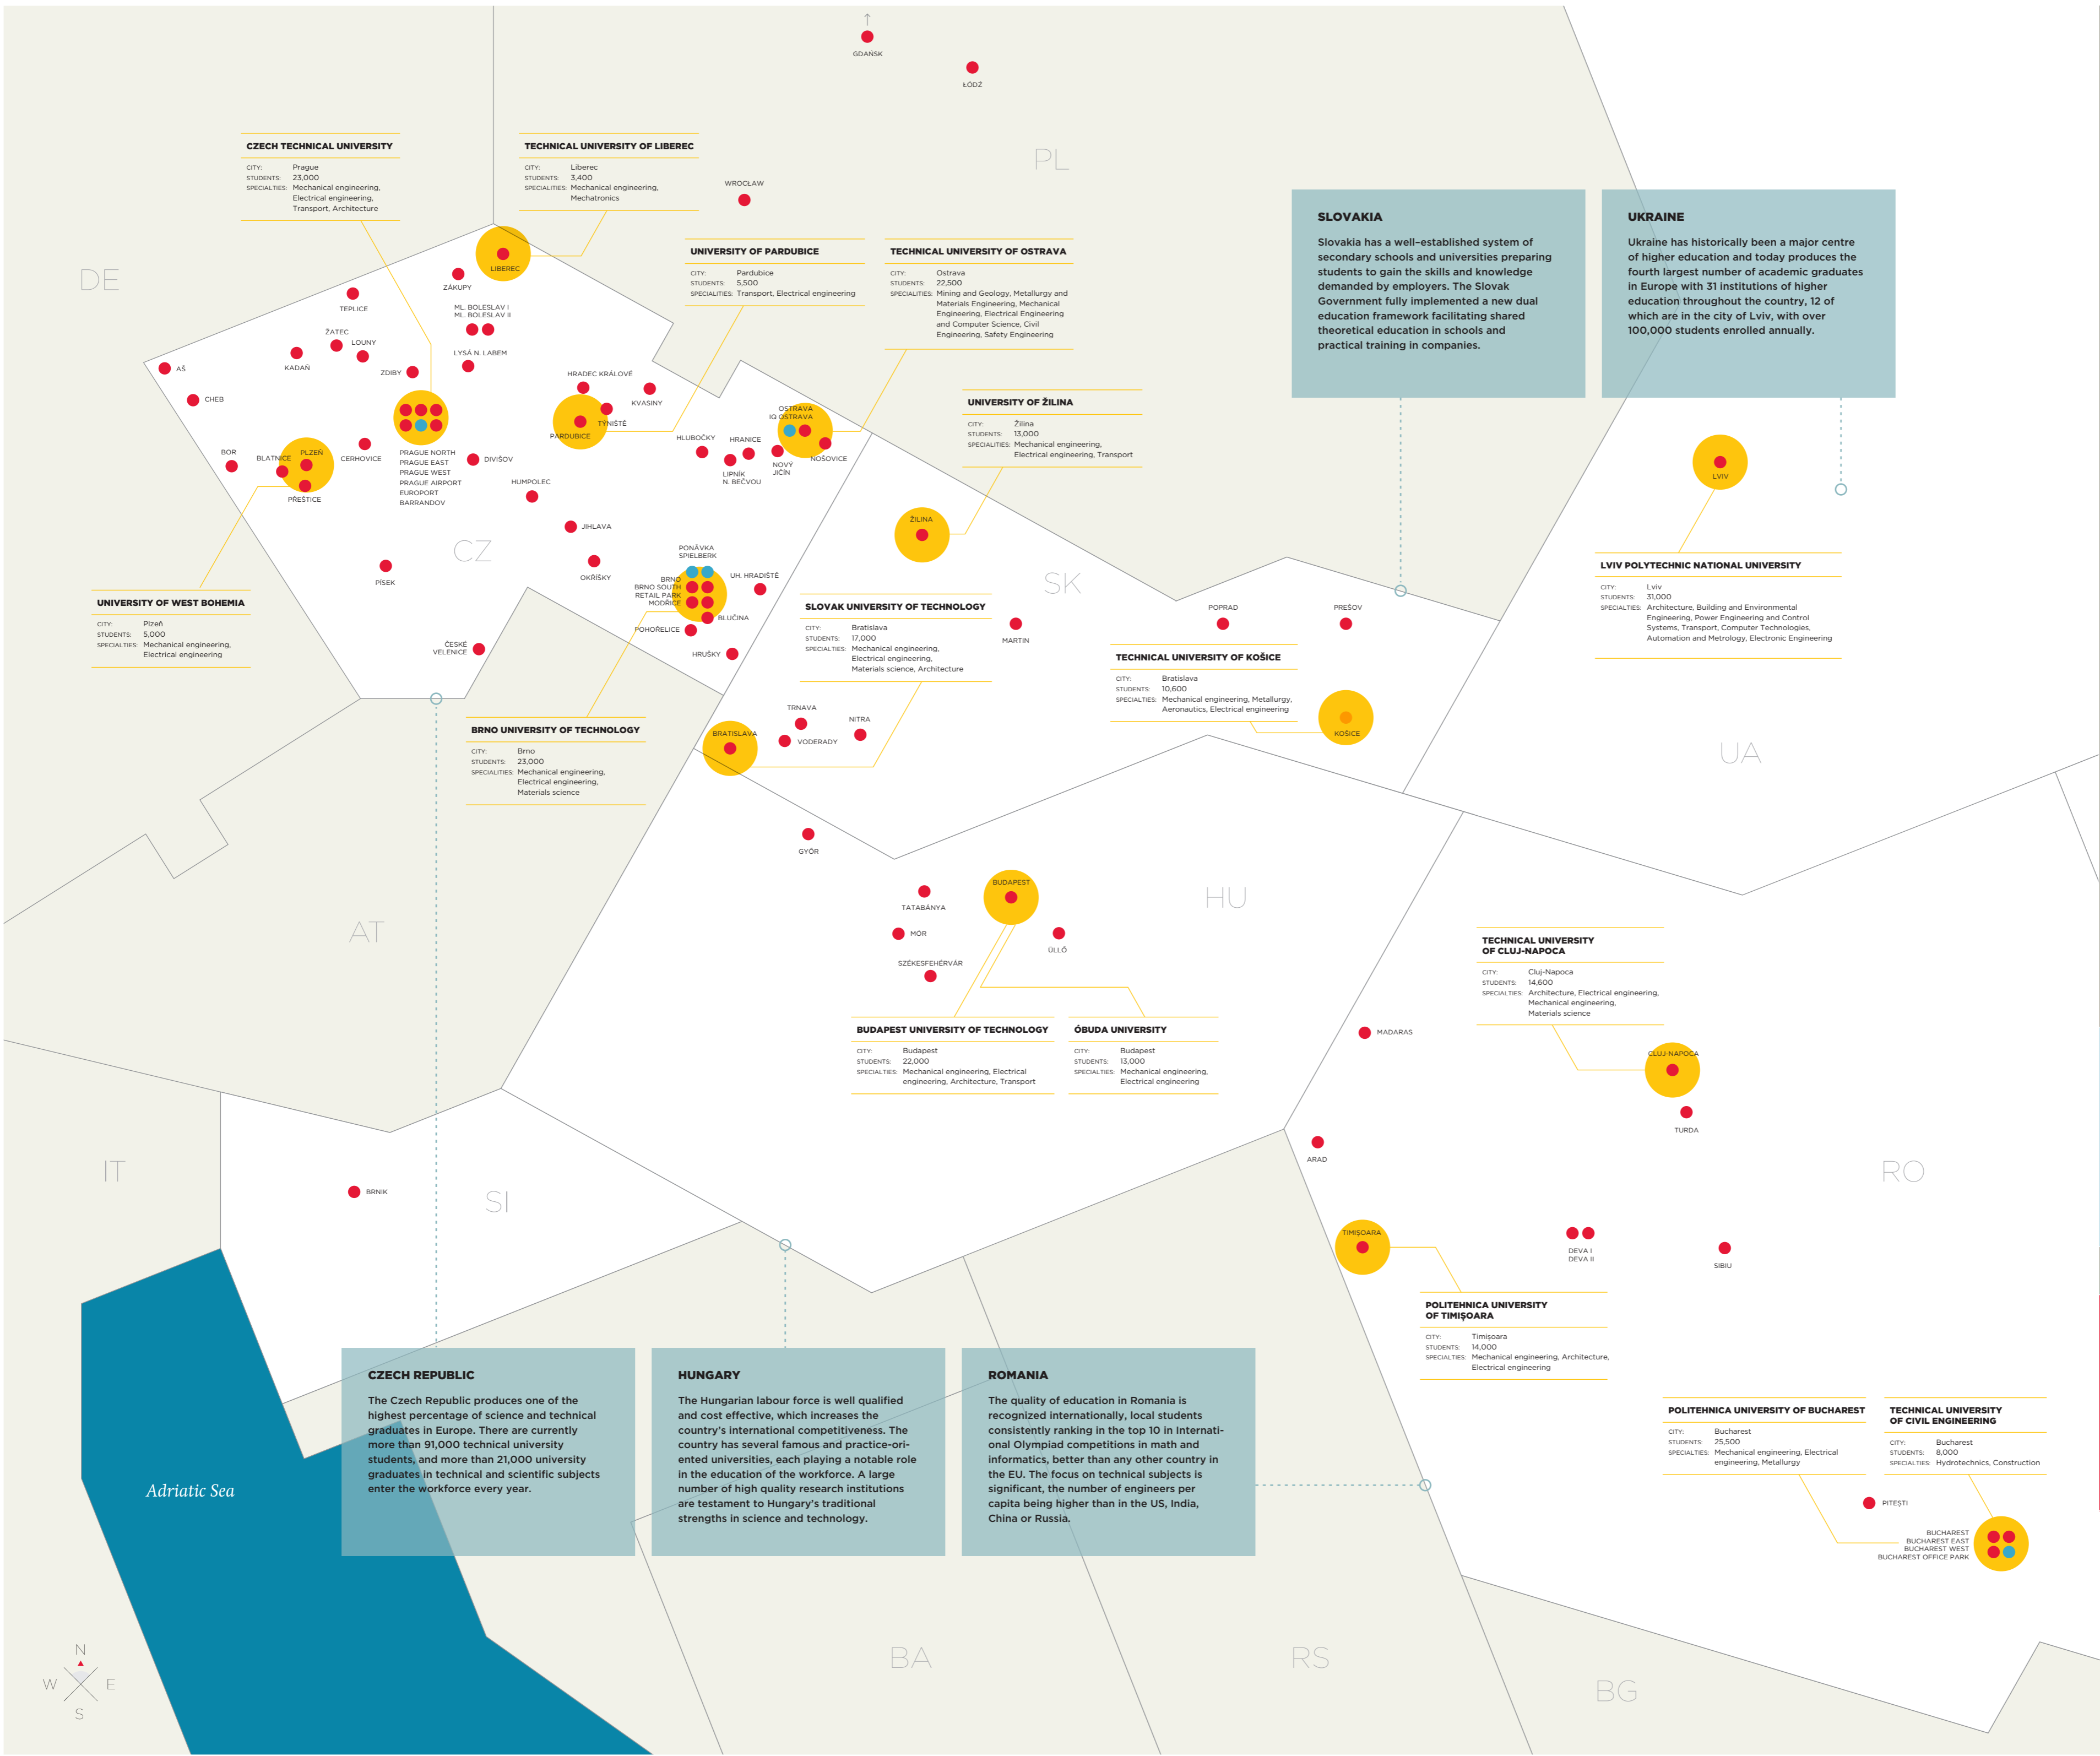 GDAŃSK
ŁÓDŹ
PL
CZECH TECHNICAL UNIVERSITY
CITY: Prague
STUDENTS: 23,000
SPECIALTIES: Mechanical engineering,
Electrical engineering,
Transport, Architecture
TECHNICAL UNIVERSITY OF LIBEREC
CITY: Liberec
STUDENTS: 3,400
SPECIALITIES: Mechanical engineering,
Mechatronics
WROCŁAW
UNIVERSITY OF PARDUBICE
CITY: Pardubice
STUDENTS: 5,500
SPECIALITIES: Transport, Electrical engineering
TECHNICAL UNIVERSITY OF OSTRAVA
CITY: Ostrava
STUDENTS: 22,500
SPECIALITIES: Mining and Geology, Metallurgy and
Materials Engineering, Mechanical
Engineering, Electrical Engineering
and Computer Science, Civil
Engineering, Safety Engineering
SLOVAKIA
Slovakia has a well–established system of
secondary schools and universities preparing
students to gain the skills and knowledge
demanded by employers. The Slovak
Government fully implemented a new dual
education framework facilitating shared
theoretical education in schools and
practical training in companies.
UKRAINE
Ukraine has historically been a major centre
of higher education and today produces the
fourth largest number of academic graduates
in Europe with 31 institutions of higher
education throughout the country, 12 of
which are in the city of Lviv, with over
100,000 students enrolled annually.
DE
LIBEREC
ZÁKUPY
TEPLICE
ML. BOLESLAV I
ML. BOLESLAV II
ŽATEC
LOUNY
KADAŇ
LYSÁ N. LABEM
ZDIBY
AŠ
CHEB
HRADEC KRÁLOVÉ
KVASINY
TÝNIŠTĚ
PARDUBICE
OSTRAVA
IQ OSTRAVA
HLUBOČKY
HRANICE
LIPNÍK
N. BEČVOU
NOVÝ
JIČÍN
NOŠOVICE
UNIVERSITY OF ŽILINA
CITY: Žilina
STUDENTS: 13,000
SPECIALITIES: Mechanical engineering,
Electrical engineering, Transport
BOR
BLATNICE
PLZEŇ
PŘEŠTICE
CERHOVICE
PRAGUE NORTH
PRAGUE EAST
PRAGUE WEST
PRAGUE AIRPORT
EUROPORT
BARRANDOV
DIVIŠOV
HUMPOLEC
JIHLAVA
OKŘÍŠKY
CZ
PÍSEK
LVIV
ŽILINA
PONÁVKA
SPIELBERK
BRNO
BRNO SOUTH
RETAIL PARK
MODŘICE
UH. HRADIŠTĚ
BLUČINA
POHOŘELICE
HRUŠKY
SK
LVIV POLYTECHNIC NATIONAL UNIVERSITY
CITY: Lviv
STUDENTS: 31,000
SPECIALTIES: Architecture, Building and Environmental
Engineering, Power Engineering and Control
Systems, Transport, Computer Technologies,
Automation and Metrology, Electronic Engineering
UNIVERSITY OF WEST BOHEMIA
CITY: Plzeň
STUDENTS: 5,000
SPECIALITIES: Mechanical engineering,
Electrical engineering
ČESKÉ
VELENICE
SLOVAK UNIVERSITY OF TECHNOLOGY
CITY: Bratislava
STUDENTS: 17,000
SPECIALITIES: Mechanical engineering,
Electrical engineering,
Materials science, Architecture
MARTIN
POPRAD
PREŠOV
TECHNICAL UNIVERSITY OF KOŠICE
CITY: Bratislava
STUDENTS: 10,600
SPECIALTIES: Mechanical engineering, Metallurgy,
Aeronautics, Electrical engineering
KOŠICE
BRNO UNIVERSITY OF TECHNOLOGY
CITY: Brno
STUDENTS: 23,000
SPECIALITIES: Mechanical engineering,
Electrical engineering,
Materials science
TRNAVA
NITRA
VODERADY
BRATISLAVA
UA
GYŐR
AT
TATABÁNYA
BUDAPEST
HU
MÓR
ÜLLŐ
SZÉKESFEHÉRVÁR
BUDAPEST UNIVERSITY OF TECHNOLOGY
CITY: Budapest
STUDENTS: 22,000
SPECIALTIES: Mechanical engineering, Electrical
engineering, Architecture, Transport
ÓBUDA UNIVERSITY
CITY: Budapest
STUDENTS: 13,000
SPECIALTIES: Mechanical engineering,
Electrical engineering
TECHNICAL UNIVERSITY
OF CLUJ-NAPOCA
CITY: Cluj-Napoca
STUDENTS: 14,600
SPECIALTIES: Architecture, Electrical engineering,
Mechanical engineering,
Materials science
MADARAS
CLUJ-NAPOCA
TURDA
ARAD
RO
IT
BRNIK
SI
TIMIȘOARA
DEVA I
DEVA II
SIBIU
POLITEHNICA UNIVERSITY
OF TIMIȘOARA
CITY: Timișoara
STUDENTS: 14,000
SPECIALTIES: Mechanical engineering, Architecture,
Electrical engineering
CZECH REPUBLIC
The Czech Republic produces one of the
highest percentage of science and technical
graduates in Europe. There are currently
more than 91,000 technical university
students, and more than 21,000 university
graduates in technical and scientific subjects
enter the workforce every year.
HUNGARY
The Hungarian labour force is well qualified
and cost effective, which increases the
country's international competitiveness. The
country has several famous and practice-ori-
ented universities, each playing a notable role
in the education of the workforce. A large
number of high quality research institutions
are testament to Hungary's traditional
strengths in science and technology.
ROMANIA
The quality of education in Romania is
recognized internationally, local students
consistently ranking in the top 10 in Internati-
onal Olympiad competitions in math and
informatics, better than any other country in
the EU. The focus on technical subjects is
significant, the number of engineers per
capita being higher than in the US, India,
China or Russia.
POLITEHNICA UNIVERSITY OF BUCHAREST
CITY: Bucharest
STUDENTS: 25,500
SPECIALTIES: Mechanical engineering, Electrical
engineering, Metallurgy
TECHNICAL UNIVERSITY
OF CIVIL ENGINEERING
CITY: Bucharest
STUDENTS: 8,000
SPECIALTIES: Hydrotechnics, Construction
PITEȘTI
BUCHAREST
BUCHAREST EAST
BUCHAREST WEST
BUCHAREST OFFICE PARK
Adriatic Sea
N
W E
S
BA
RS
BG